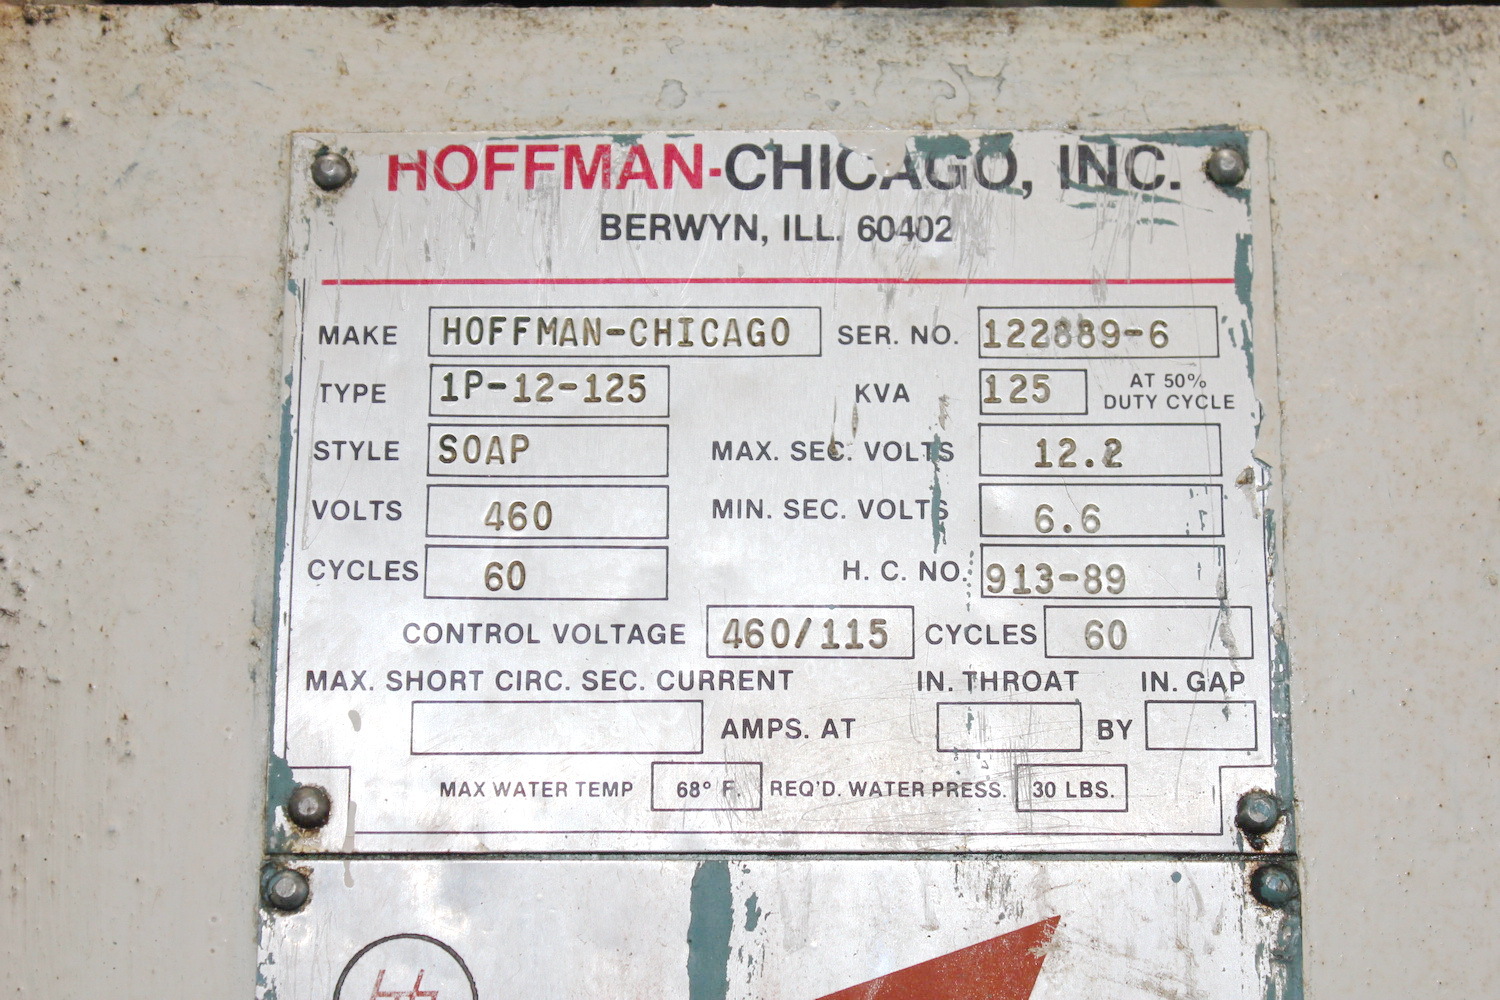 HOFFMAN-CHICAGO, INC.
BERWYN, ILL. 60402
MAKE HOFFMAN-CHICAGO SER. NO. 122889-6
TYPE 1P-12-125 KVA 125 AT 50% DUTY CYCLE
STYLE SOAP MAX. SEC. VOLTS 12.2
VOLTS 460 MIN. SEC. VOLTS 6.6
CYCLES 60 H. C. NO. 913-89
CONTROL VOLTAGE 460/115 CYCLES 60
MAX. SHORT CIRC. SEC. CURRENT IN. THROAT IN. GAP
AMPS. AT BY
MAX WATER TEMP 68° F. REQ'D. WATER PRESS. 30 LBS.